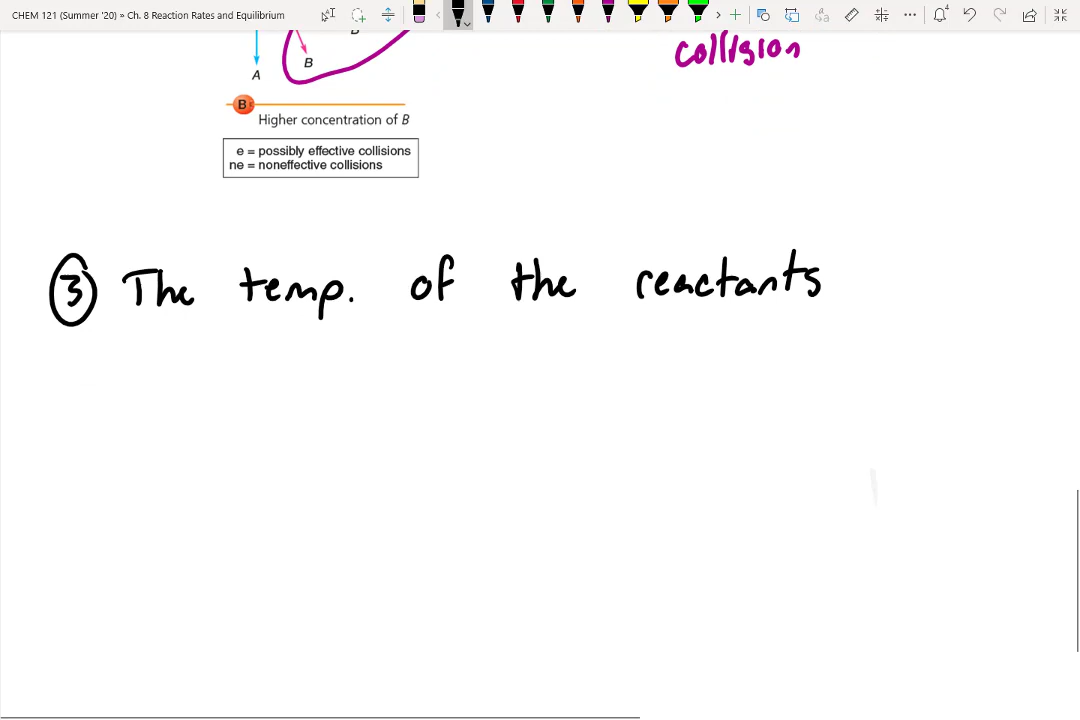 CHEM 121 (Summer '20) » Ch. 8 Reaction Rates and Equilibrium
collision
B
A
B
Higher concentration of B
e = possibly effective collisions
ne = noneffective collisions
③ The temp. of the reactants